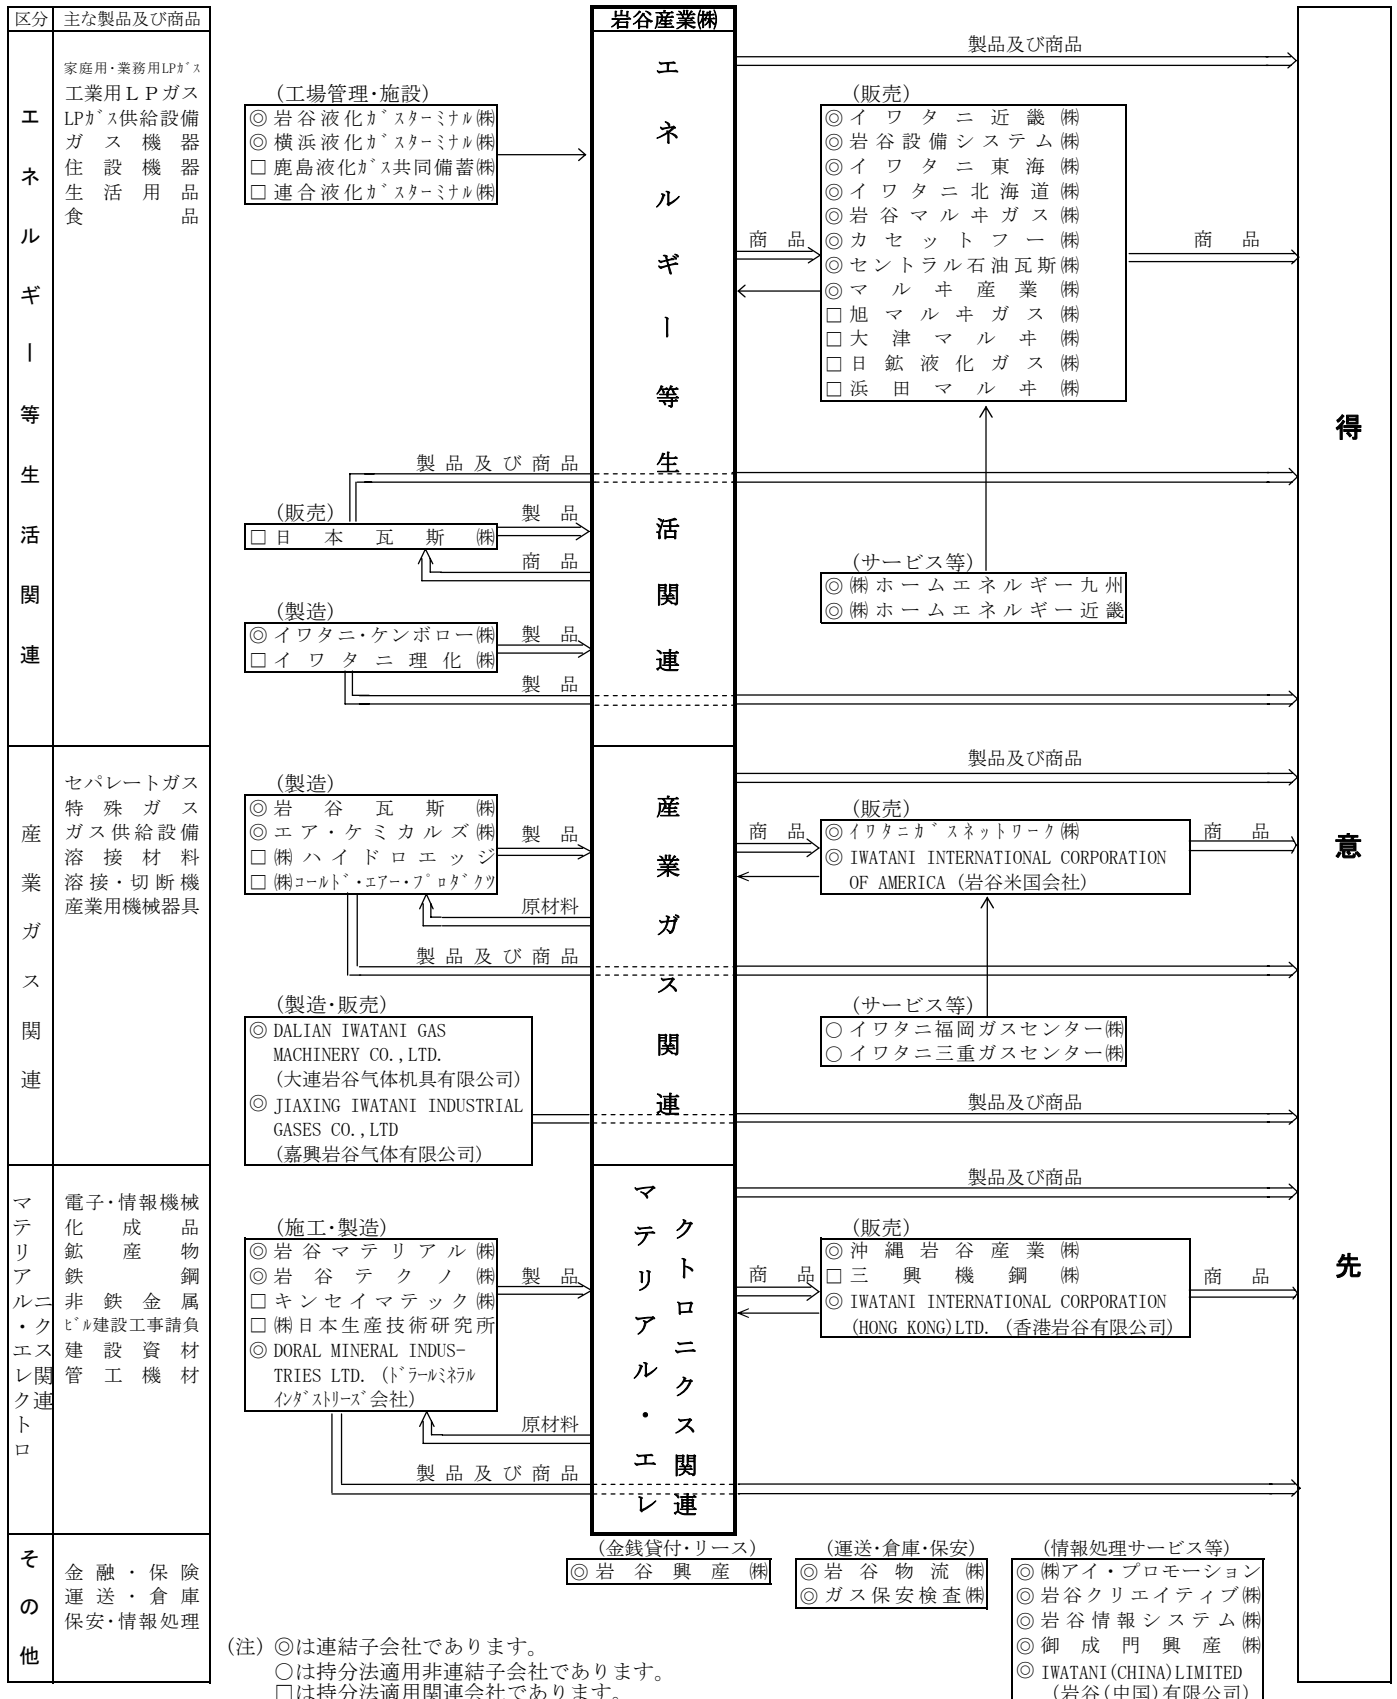 区分
主な製品及び商品
岩谷産業㈱
エネルギー等生活関連
家庭用・業務用LPガス
工業用ＬＰガス
LPガス供給設備
ガス機器
住設機器
生活用品
食品
(工場管理・施設)
◎岩谷液化ガスターミナル㈱
◎横浜液化ガスターミナル㈱
□鹿島液化ガス共同備蓄㈱
□連合液化ガスターミナル㈱
エネルギー等生活関連
製品及び商品
(販売)
◎イワタニ近畿㈱
◎岩谷設備システム㈱
◎イワタニ東海㈱
◎イワタニ北海道㈱
◎岩谷マルヰガス㈱
◎カセットフー㈱
◎セントラル石油瓦斯㈱
◎マルヰ産業㈱
□旭マルヰガス㈱
□大津マルヰ㈱
□日鉱液化ガス㈱
□浜田マルヰ㈱
商品
商品
製品及び商品
(販売)
□日本瓦斯㈱
製品
商品
(サービス等)
◎㈱ホームエネルギー九州
◎㈱ホームエネルギー近畿
(製造)
◎イワタニ・ケンボロー㈱
□イワタニ理化㈱
製品
製品
得意先
産業ガス関連
セパレートガス
特殊ガス
ガス供給設備
溶接材料
溶接・切断機
産業用機械器具
(製造)
◎岩谷瓦斯㈱
◎エア・ケミカルズ㈱
□㈱ハイドロエッジ
□㈱コールド・エアー・プロダクツ
製品
原材料
製品及び商品
産業ガス関連
製品及び商品
(販売)
◎イワタニガスネットワーク㈱
◎IWATANI INTERNATIONAL CORPORATION
OF AMERICA (岩谷米国会社)
商品
商品
(製造・販売)
◎DALIAN IWATANI GAS
MACHINERY CO.,LTD.
(大連岩谷气体机具有限公司)
◎JIAXING IWATANI INDUSTRIAL
GASES CO.,LTD
(嘉興岩谷气体有限公司)
(サービス等)
○イワタニ福岡ガスセンター㈱
○イワタニ三重ガスセンター㈱
製品及び商品
マテリアル・エレクトロニクス関連
電子・情報機械
化成品
鉱産物
鉄鋼
非鉄金属
ビル建設工事請負
建設資材
管工機材
(施工・製造)
◎岩谷マテリアル㈱
◎岩谷テクノ㈱
□キンセイマテック㈱
□㈱日本生産技術研究所
◎DORAL MINERAL INDUS-
TRIES LTD. (ドラールミネラル
インダストリーズ会社)
製品
原材料
製品及び商品
マテリアル・エレ
クトロニクス関連
製品及び商品
(販売)
◎沖縄岩谷産業㈱
□三興機鋼㈱
◎IWATANI INTERNATIONAL CORPORATION
(HONG KONG)LTD. (香港岩谷有限公司)
商品
商品
その他
金融・保険
運送・倉庫
保安・情報処理
(金銭貸付・リース)
◎岩谷興産㈱
(運送・倉庫・保安)
◎岩谷物流㈱
◎ガス保安検査㈱
(情報処理サービス等)
◎㈱アイ・プロモーション
◎岩谷クリエイティブ㈱
◎岩谷情報システム㈱
◎御成門興産㈱
◎IWATANI(CHINA)LIMITED
(岩谷(中国)有限公司)
(注) ◎は連結子会社であります。
○は持分法適用非連結子会社であります。
□は持分法適用関連会社であります。